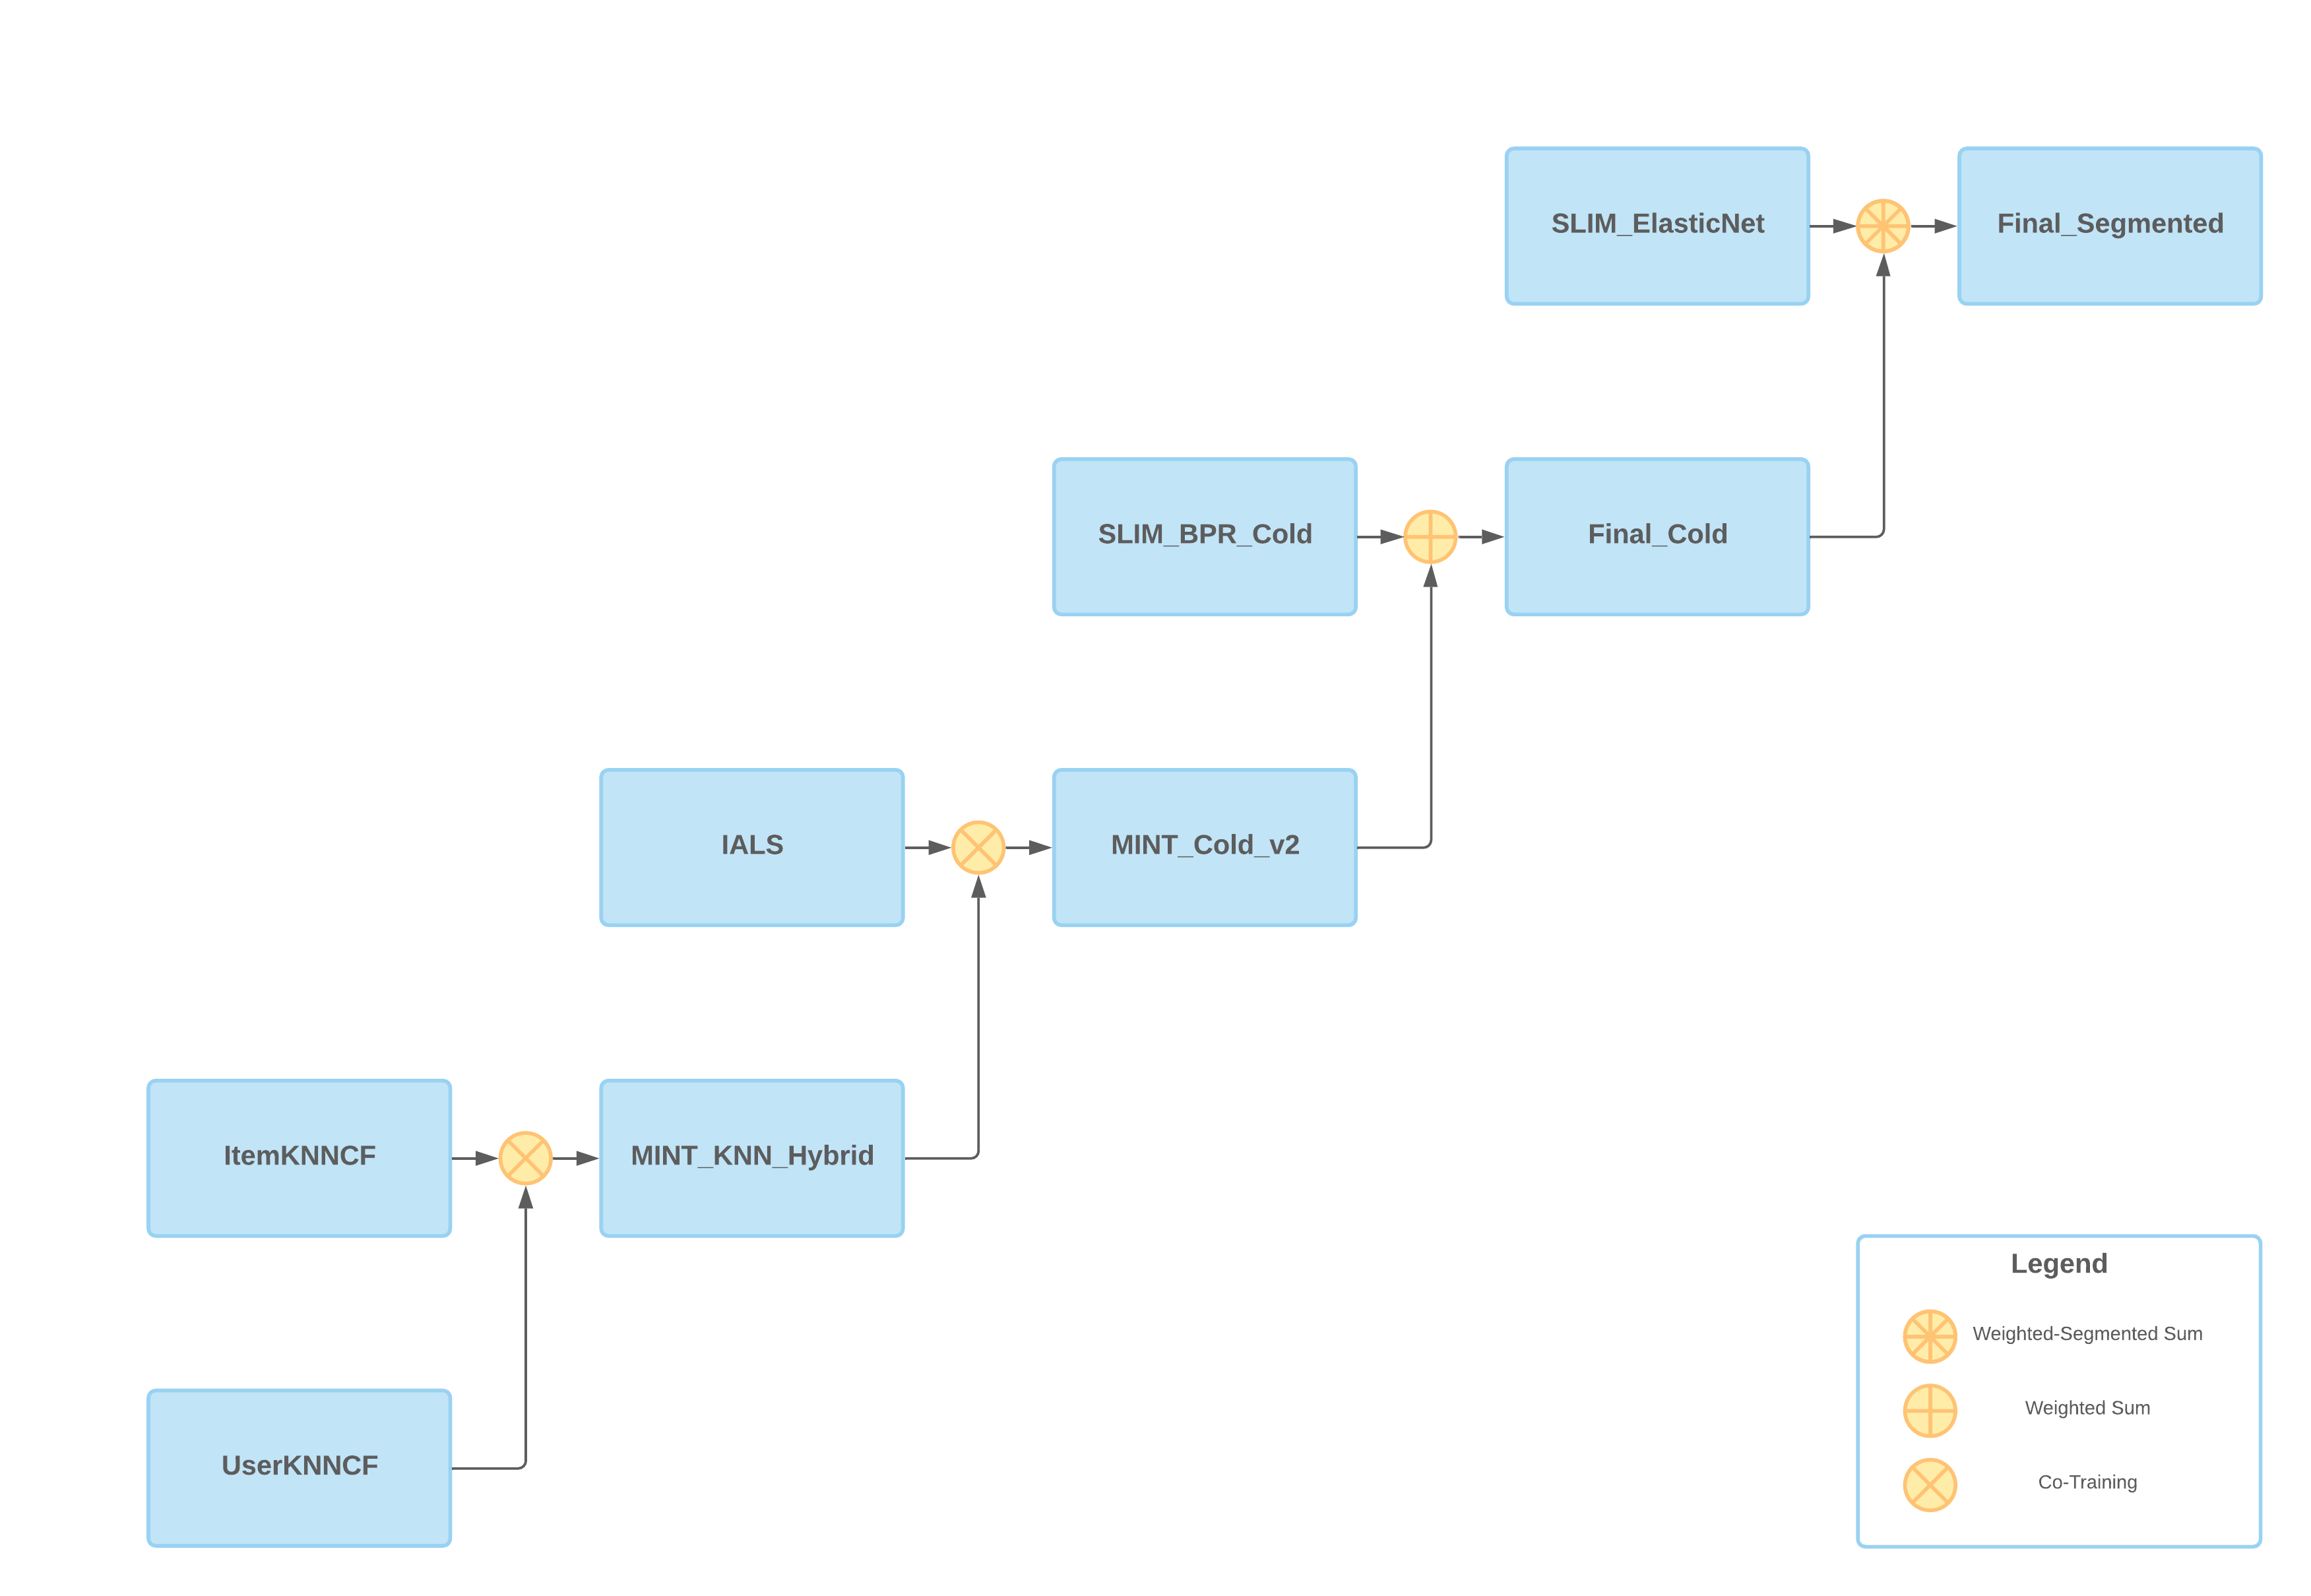 SLIM_ElasticNet
Final_Segmented
SLIM_BPR_Cold
Final_Cold
IALS
MINT_Cold_v2
ItemKNNCF
MINT_KNN_Hybrid
UserKNNCF
Legend
Weighted-Segmented Sum
Weighted Sum
Co-Training